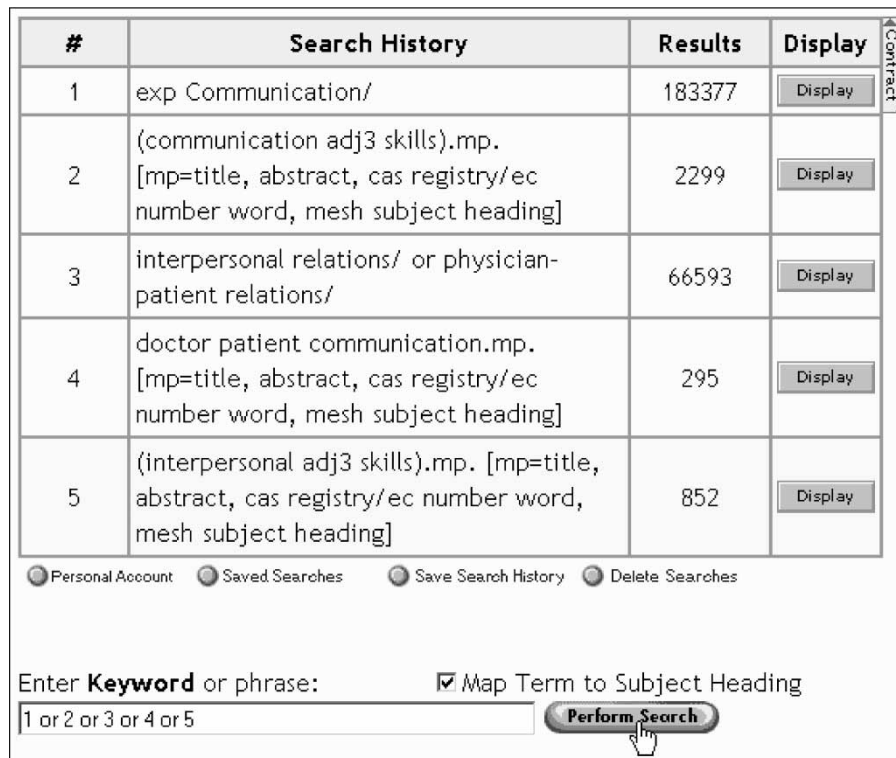 # Search History Results Display
Contract
1 exp Communication/ 183377 Display
(communication adj3 skills).mp.
2 [mp=title, abstract, cas registry/ec 2299 Display
number word, mesh subject heading]
3 interpersonal relations/ or physician- 66593 Display
patient relations/
doctor patient communication.mp.
4 [mp=title, abstract, cas registry/ec 295 Display
number word, mesh subject heading]
(interpersonal adj3 skills).mp. [mp=title,
5 abstract, cas registry/ec number word, 852 Display
mesh subject heading]
Personal Account Saved Searches Save Search History Delete Searches
Enter Keyword or phrase: Map Term to Subject Heading
1 or 2 or 3 or 4 or 5 Perform Search